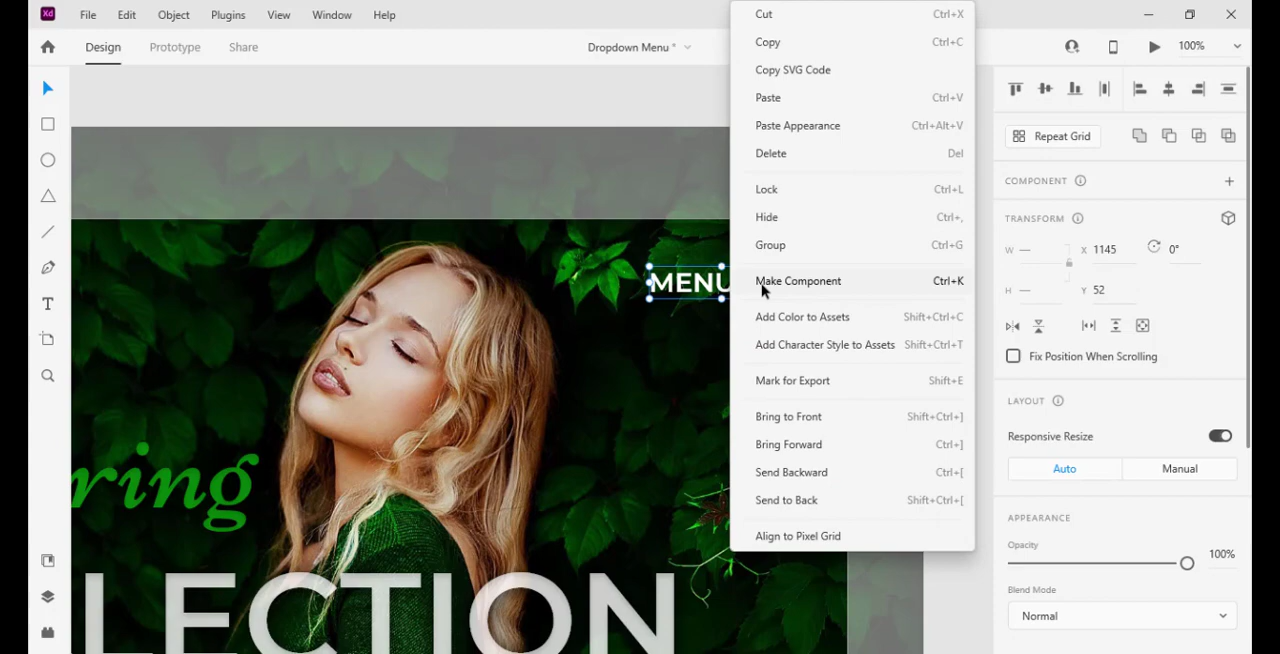 Xd File Edit Object Plugins View Window Help
Design Prototype Share Dropdown Menu * 100%
Cut Ctrl+X
Copy Ctrl+C
Copy SVG Code
Paste Ctrl+V
Paste Appearance Ctrl+Alt+V
Delete Del
Lock Ctrl+L
Hide Ctrl+,
Group Ctrl+G
Make Component Ctrl+K
Add Color to Assets Shift+Ctrl+C
Add Character Style to Assets Shift+Ctrl+T
Mark for Export Shift+E
Bring to Front Shift+Ctrl+]
Bring Forward Ctrl+]
Send Backward Ctrl+[
Send to Back Shift+Ctrl+[
Align to Pixel Grid
MENU
ring
LECTION
Repeat Grid
COMPONENT
TRANSFORM
W — X 1145 0°
H — Y 52
Fix Position When Scrolling
LAYOUT
Responsive Resize
Auto Manual
APPEARANCE
Opacity
100%
Blend Mode
Normal